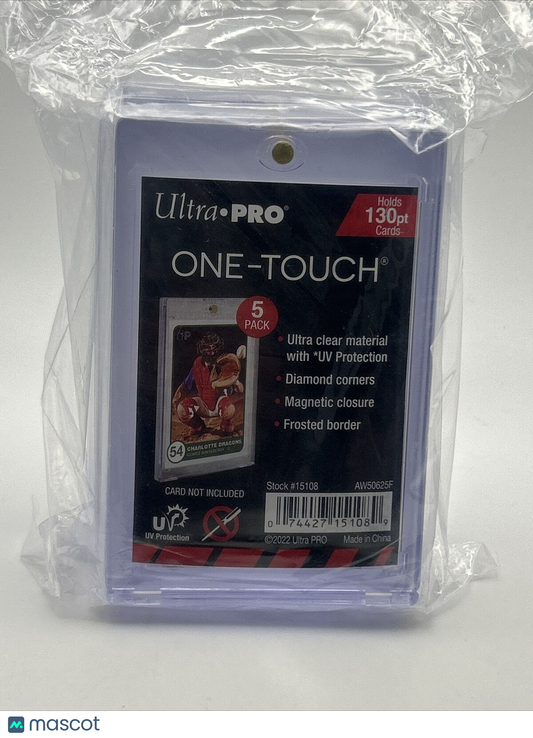 Ultra•PRO®
Holds
130pt
Cards
ONE-TOUCH®
5
PACK
• Ultra clear material
with *UV Protection
• Diamond corners
• Magnetic closure
• Frosted border
UP
54
CHARLOTTE DRAGONS
CARD NOT INCLUDED
Stock #15108
AW50625F
UV
UV Protection
0 74427 15108 9
©2022 Ultra PRO
Made in China
mascot